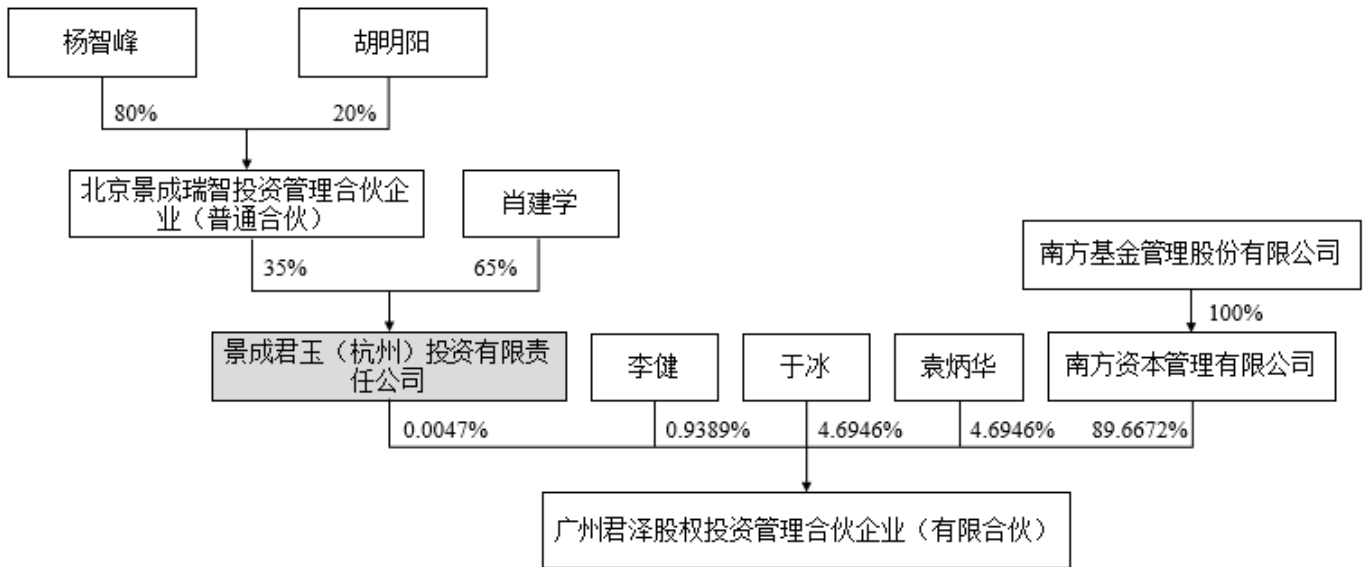 杨智峰
胡明阳
80%
20%
北京景成瑞智投资管理合伙企
业（普通合伙）
肖建学
35%
65%
南方基金管理股份有限公司
100%
景成君玉（杭州）投资有限责
任公司
李健
于冰
袁炳华
南方资本管理有限公司
0.0047%
0.9389%
4.6946%
4.6946%
89.6672%
广州君泽股权投资管理合伙企业（有限合伙）